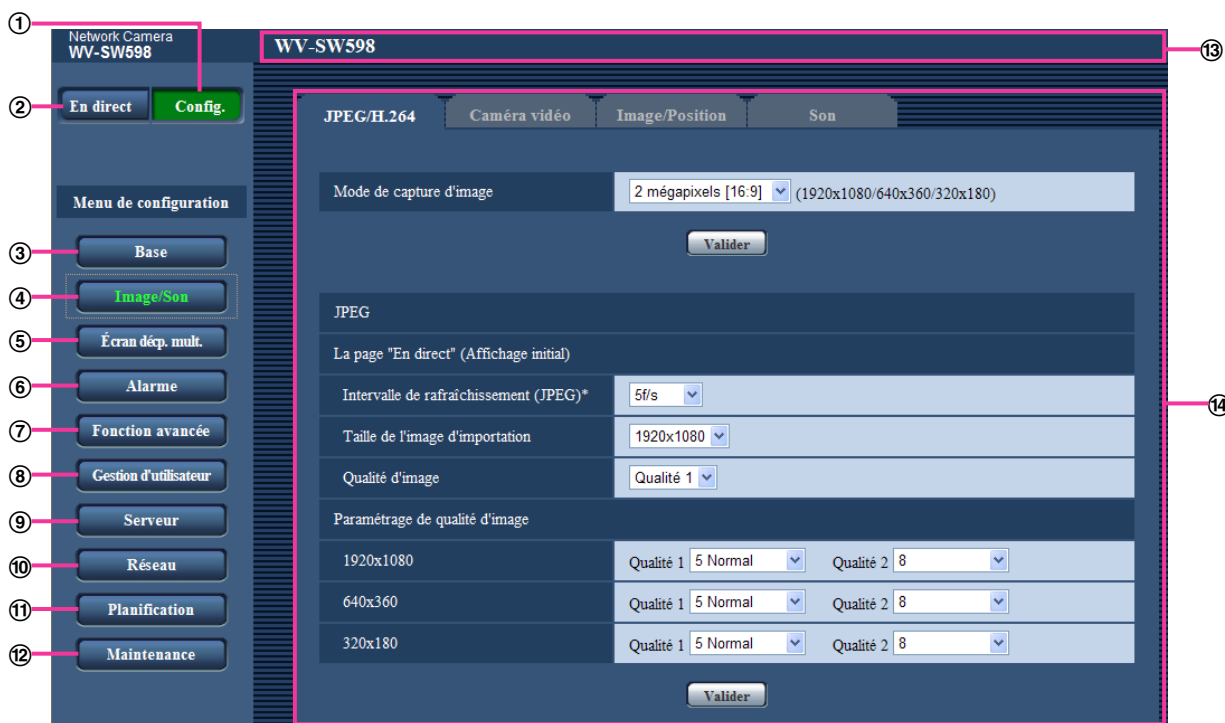 ①
Network Camera
WV-SW598
WV-SW598
⑬
② En direct Config.
JPEG/H.264 Caméra vidéo Image/Position Son
Menu de configuration
Mode de capture d'image 2 mégapixels [16:9] (1920x1080/640x360/320x180)
Valider
③ Base
④ Image/Son
⑤ Écran décp. mult.
⑥ Alarme
⑦ Fonction avancée
⑧ Gestion d'utilisateur
⑨ Serveur
⑩ Réseau
⑪ Planification
⑫ Maintenance
JPEG
La page "En direct" (Affichage initial)
Intervalle de rafraîchissement (JPEG)* 5f/s
⑭
Taille de l'image d'importation 1920x1080
Qualité d'image Qualité 1
Paramétrage de qualité d'image
1920x1080 Qualité 1 5 Normal Qualité 2 8
640x360 Qualité 1 5 Normal Qualité 2 8
320x180 Qualité 1 5 Normal Qualité 2 8
Valider